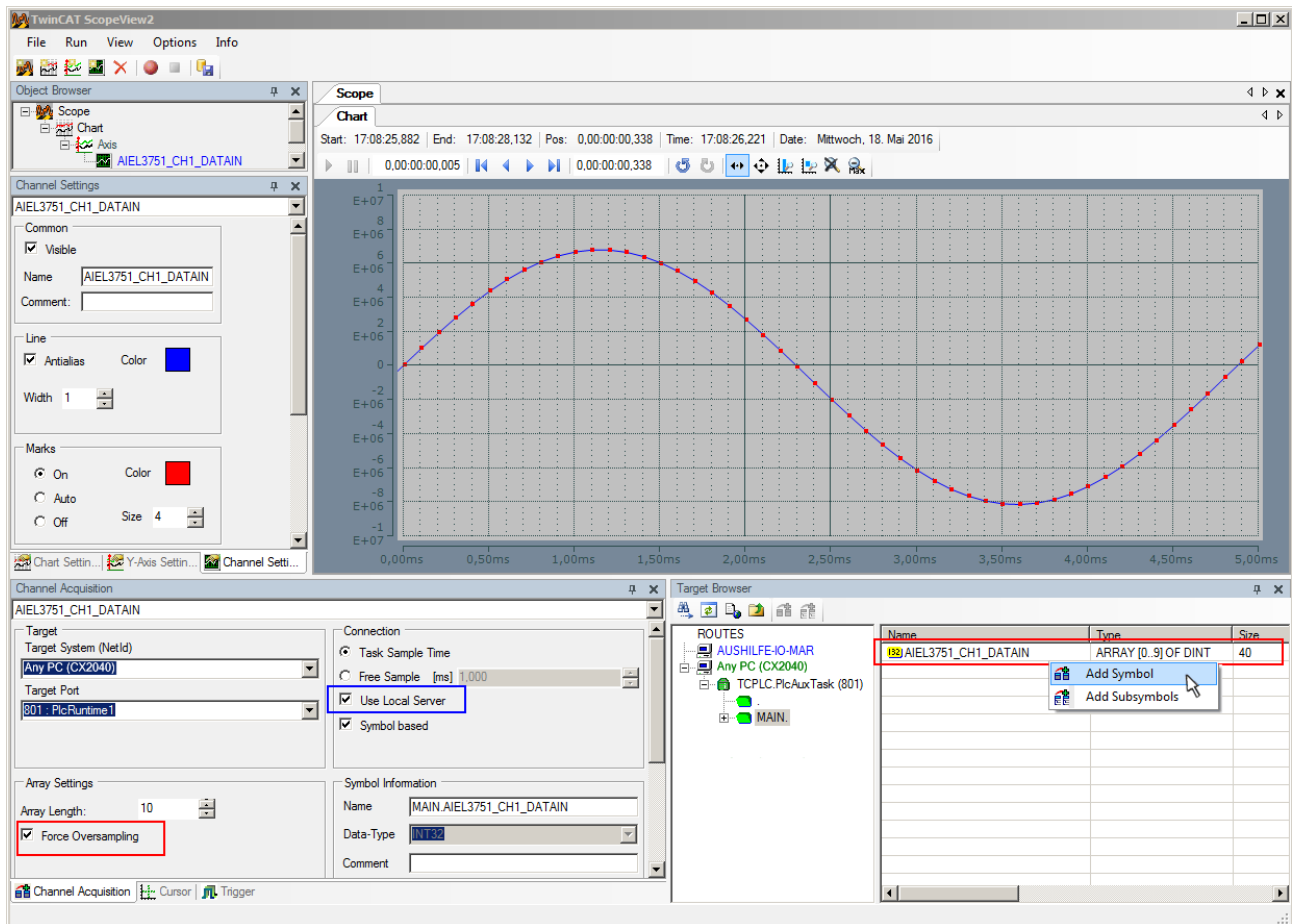 TwinCAT ScopeView2
File Run View Options Info
Object Browser
Scope
Chart
Axis
AIEL3751_CH1_DATAIN
Channel Settings
AIEL3751_CH1_DATAIN
Common
Visible
Name AIEL3751_CH1_DATAIN
Comment:
Line
Antialias Color
Width 1
Marks
On Color
Auto
Off Size 4
Chart Settin... Y-Axis Settin... Channel Setti...
Scope
Chart
Start: 17:08:25,882 End: 17:08:28,132 Pos: 0,00:00:00,338 Time: 17:08:26,221 Date: Mittwoch, 18. Mai 2016
0,00:00:00,005 0,00:00:00,338 Max
1
E+07
8
E+06
6
E+06
4
E+06
2
E+06
0
-2
E+06
-4
E+06
-6
E+06
-8
E+06
-1
E+07
0,00ms 0,50ms 1,00ms 1,50ms 2,00ms 2,50ms 3,00ms 3,50ms 4,00ms 4,50ms 5,00ms
Channel Acquisition
AIEL3751_CH1_DATAIN
Target
Target System (NetId)
Any PC (CX2040)
Target Port
801 : PlcRuntime1
Connection
Task Sample Time
Free Sample [ms] 1,000
Use Local Server
Symbol based
Array Settings
Array Length: 10
Force Oversampling
Symbol Information
Name MAIN.AIEL3751_CH1_DATAIN
Data-Type INT32
Comment
Channel Acquisition Cursor Trigger
Target Browser
ROUTES
AUSHILFE-IO-MAR
Any PC (CX2040)
TCPLC.PlcAuxTask (801)
.
MAIN.
Name Type Size
I32 AIEL3751_CH1_DATAIN ARRAY [0..9] OF DINT 40
Add Symbol
Add Subsymbols